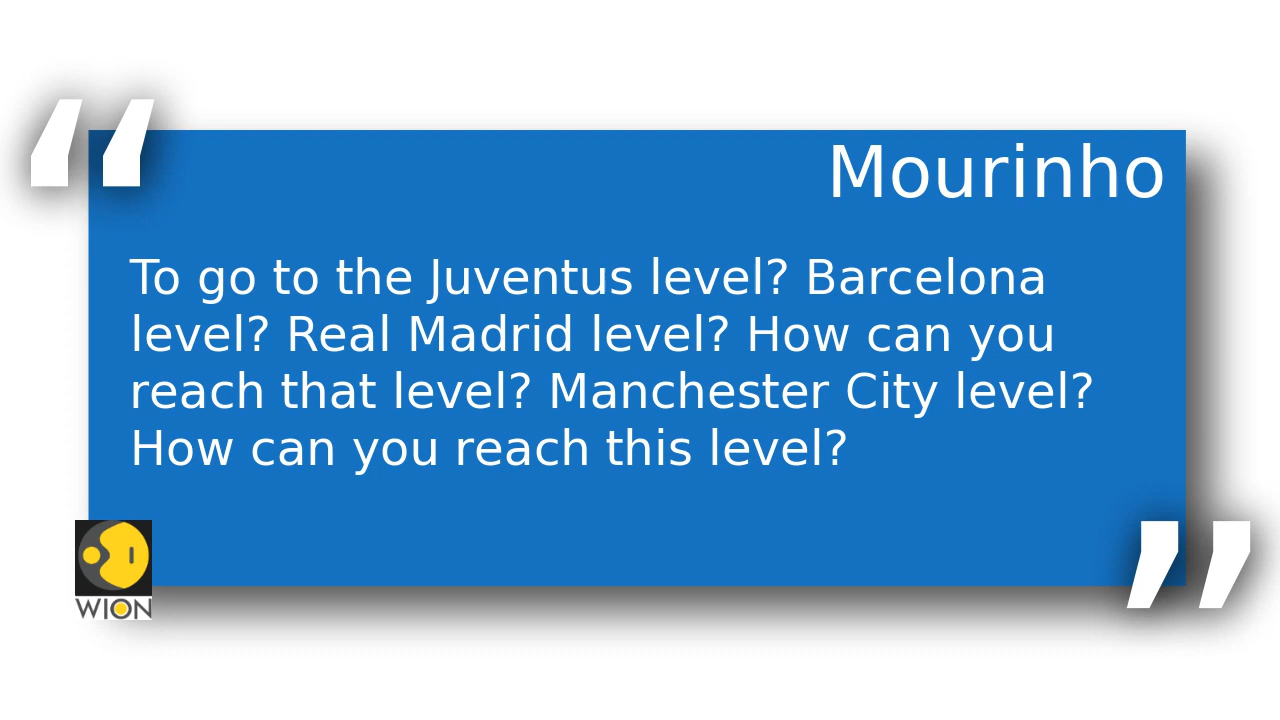 “
Mourinho
To go to the Juventus level? Barcelona
level? Real Madrid level? How can you
reach that level? Manchester City level?
How can you reach this level?
”
WION